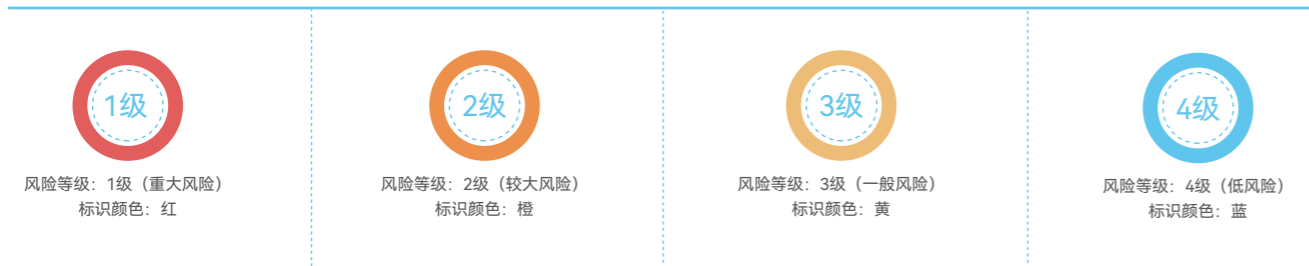 1级
风险等级：1级（重大风险）
标识颜色：红
2级
风险等级：2级（较大风险）
标识颜色：橙
3级
风险等级：3级（一般风险）
标识颜色：黄
4级
风险等级：4级（低风险）
标识颜色：蓝